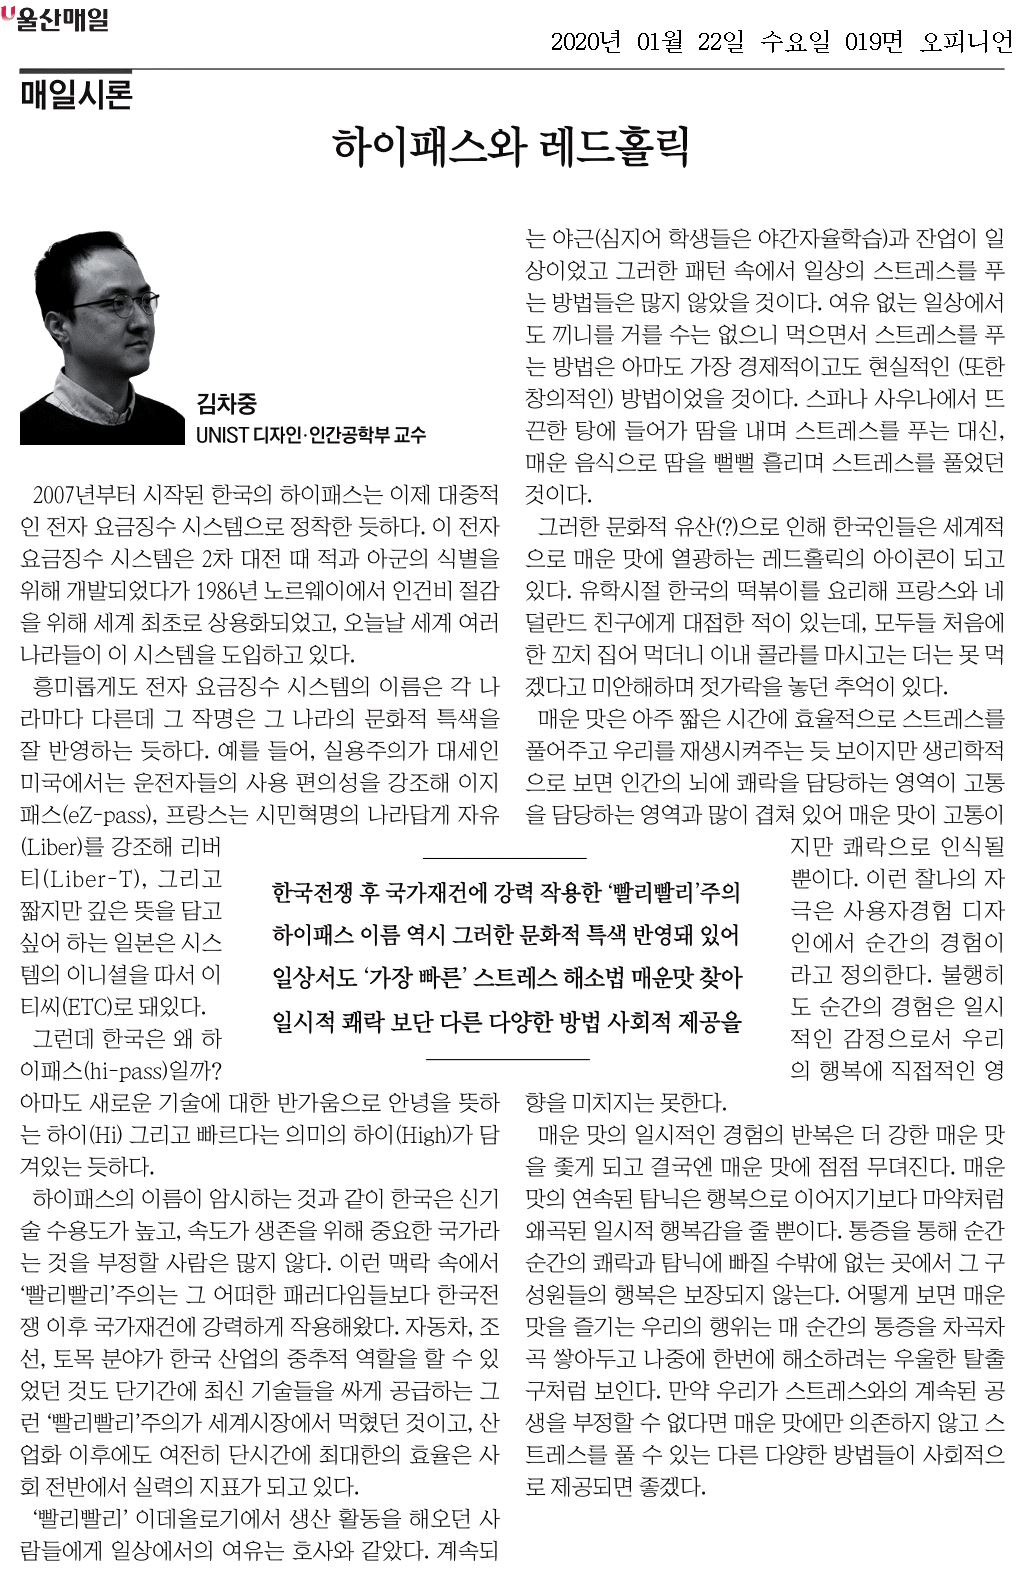 울산매일
2020년 01월 22일 수요일 019면 오피니언
매일시론
하이패스와 레드홀릭
김차중
UNIST 디자인·인간공학부 교수
2007년부터 시작된 한국의 하이패스는 이제 대중적
인 전자 요금징수 시스템으로 정착한 듯하다. 이 전자
요금징수 시스템은 2차 대전 때 적과 아군의 식별을
위해 개발되었다가 1986년 노르웨이에서 인건비 절감
을 위해 세계 최초로 상용화되었고, 오늘날 세계 여러
나라들이 이 시스템을 도입하고 있다.
흥미롭게도 전자 요금징수 시스템의 이름은 각 나
라마다 다른데 그 작명은 그 나라의 문화적 특색을
잘 반영하는 듯하다. 예를 들어, 실용주의가 대세인
미국에서는 운전자들의 사용 편의성을 강조해 이지
패스(eZ-pass), 프랑스는 시민혁명의 나라답게 자유
(Liber)를 강조해 리버
티(Liber-T), 그리고
짧지만 깊은 뜻을 담고
싶어 하는 일본은 시스
템의 이니셜을 따서 이
티씨(ETC)로 돼있다.
그런데 한국은 왜 하
이패스(hi-pass)일까?
아마도 새로운 기술에 대한 반가움으로 안녕을 뜻하
는 하이(Hi) 그리고 빠르다는 의미의 하이(High)가 담
겨있는 듯하다.
하이패스의 이름이 암시하는 것과 같이 한국은 신기
술 수용도가 높고, 속도가 생존을 위해 중요한 국가라
는 것을 부정할 사람은 많지 않다. 이런 맥락 속에서
‘빨리빨리’주의는 그 어떠한 패러다임들보다 한국전
쟁 이후 국가재건에 강력하게 작용해왔다. 자동차, 조
선, 토목 분야가 한국 산업의 중추적 역할을 할 수 있
었던 것도 단기간에 최신 기술들을 싸게 공급하는 그
런 ‘빨리빨리’주의가 세계시장에서 먹혔던 것이고, 산
업화 이후에도 여전히 단시간에 최대한의 효율은 사
회 전반에서 실력의 지표가 되고 있다.
‘빨리빨리’ 이데올로기에서 생산 활동을 해오던 사
람들에게 일상에서의 여유는 호사와 같았다. 계속되
한국전쟁 후 국가재건에 강력 작용한 ‘빨리빨리’주의
하이패스 이름 역시 그러한 문화적 특색 반영돼 있어
일상서도 ‘가장 빠른’ 스트레스 해소법 매운맛 찾아
일시적 쾌락 보단 다른 다양한 방법 사회적 제공을
는 야근(심지어 학생들은 야간자율학습)과 잔업이 일
상이었고 그러한 패턴 속에서 일상의 스트레스를 푸
는 방법들은 많지 않았을 것이다. 여유 없는 일상에서
도 끼니를 거를 수는 없으니 먹으면서 스트레스를 푸
는 방법은 아마도 가장 경제적이고도 현실적인 (또한
창의적인) 방법이었을 것이다. 스파나 사우나에서 뜨
끈한 탕에 들어가 땀을 내며 스트레스를 푸는 대신,
매운 음식으로 땀을 뻘뻘 흘리며 스트레스를 풀었던
것이다.
그러한 문화적 유산(?)으로 인해 한국인들은 세계적
으로 매운 맛에 열광하는 레드홀릭의 아이콘이 되고
있다. 유학시절 한국의 떡볶이를 요리해 프랑스와 네
덜란드 친구에게 대접한 적이 있는데, 모두들 처음에
한 꼬치 집어 먹더니 이내 콜라를 마시고는 더는 못 먹
겠다고 미안해하며 젓가락을 놓던 추억이 있다.
매운 맛은 아주 짧은 시간에 효율적으로 스트레스를
풀어주고 우리를 재생시켜주는 듯 보이지만 생리학적
으로 보면 인간의 뇌에 쾌락을 담당하는 영역이 고통
을 담당하는 영역과 많이 겹쳐 있어 매운 맛이 고통이
지만 쾌락으로 인식될
뿐이다. 이런 찰나의 자
극은 사용자경험 디자
인에서 순간의 경험이
라고 정의한다. 불행히
도 순간의 경험은 일시
적인 감정으로서 우리
의 행복에 직접적인 영
향을 미치지는 못한다.
매운 맛의 일시적인 경험의 반복은 더 강한 매운 맛
을 좇게 되고 결국엔 매운 맛에 점점 무뎌진다. 매운
맛의 연속된 탐닉은 행복으로 이어지기보다 마약처럼
왜곡된 일시적 행복감을 줄 뿐이다. 통증을 통해 순간
순간의 쾌락과 탐닉에 빠질 수밖에 없는 곳에서 그 구
성원들의 행복은 보장되지 않는다. 어떻게 보면 매운
맛을 즐기는 우리의 행위는 매 순간의 통증을 차곡차
곡 쌓아두고 나중에 한번에 해소하려는 우울한 탈출
구처럼 보인다. 만약 우리가 스트레스와의 계속된 공
생을 부정할 수 없다면 매운 맛에만 의존하지 않고 스
트레스를 풀 수 있는 다른 다양한 방법들이 사회적으
로 제공되면 좋겠다.